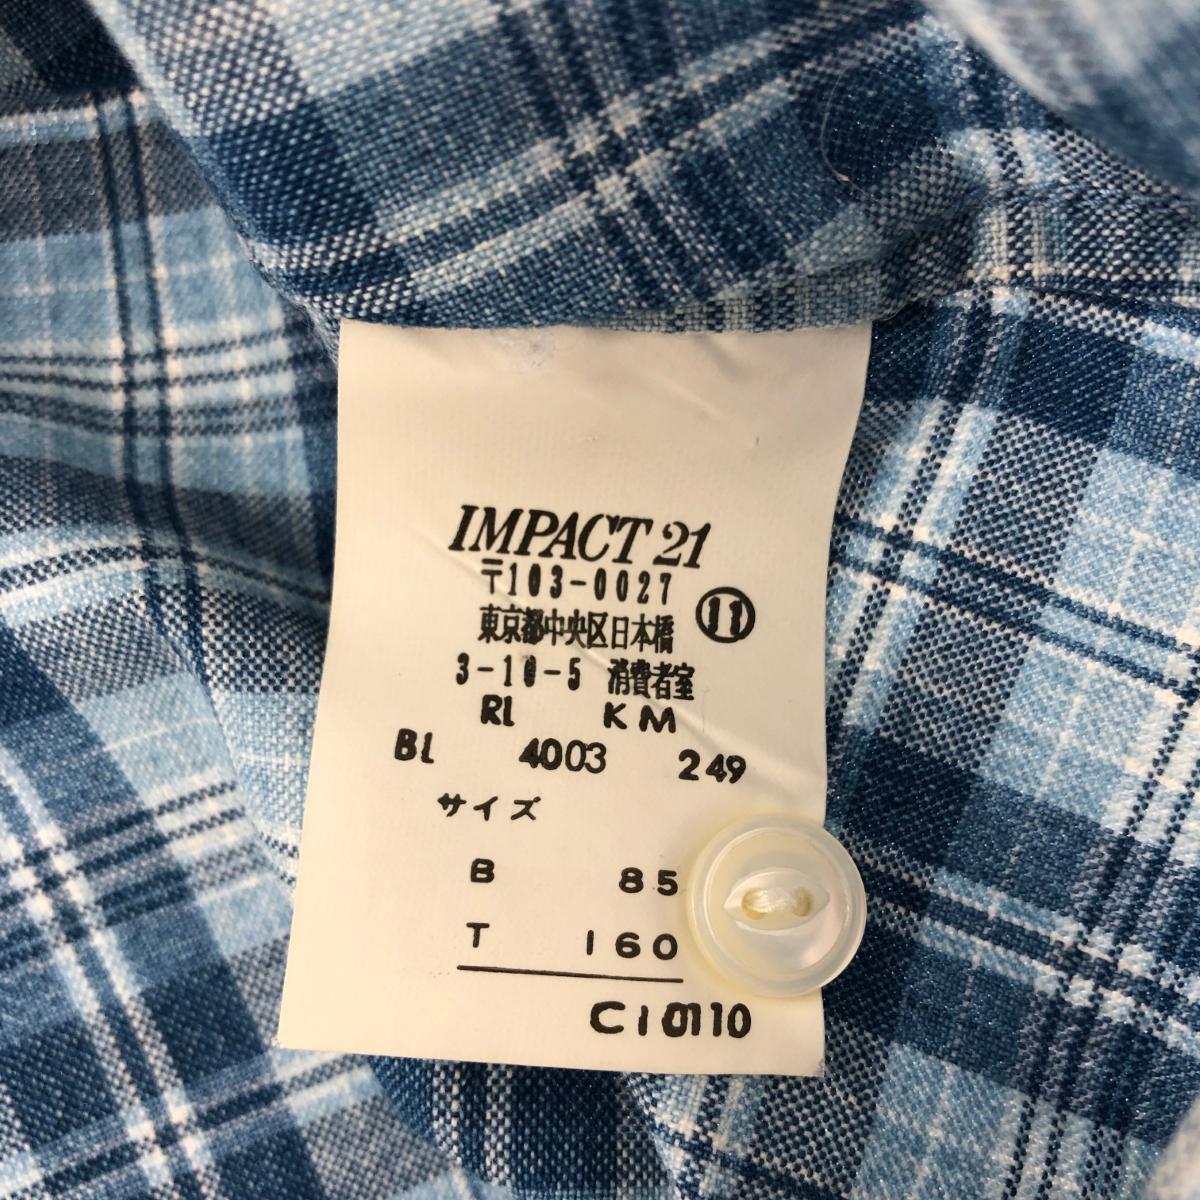 IMPACT 21
〒103-0027
東京都中央区日本橋 ⑪
3-10-5 消費者室
RL KM
BL 4003 249
サイズ
B 85
T 160